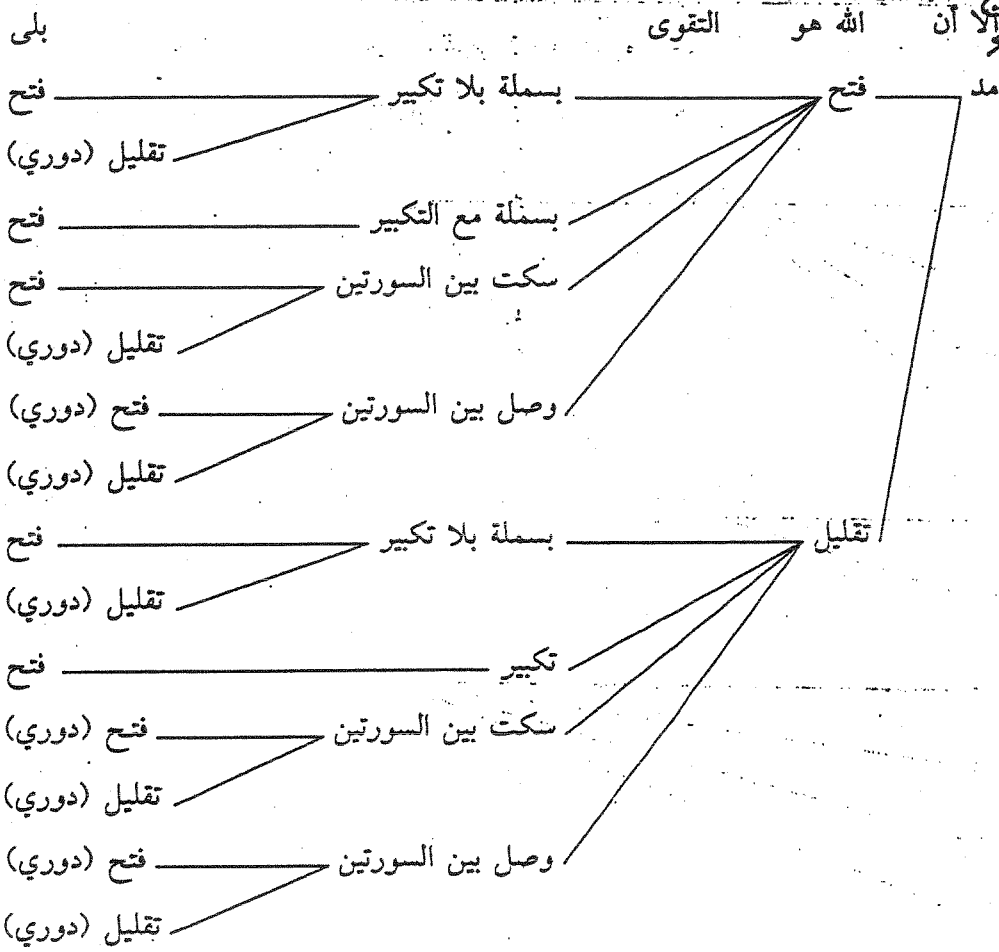 إلا أن الله هو التقوى بلى
مد فتح بسملة بلا تكبير فتح
تقليل (دوري)
بسملة مع التكبير فتح
سكت بين السورتين فتح
تقليل (دوري)
وصل بين السورتين فتح (دوري)
تقليل (دوري)
تقليل بسملة بلا تكبير فتح
تقليل (دوري)
تكبير فتح
سكت بين السورتين فتح (دوري)
تقليل (دوري)
وصل بين السورتين فتح (دوري)
تقليل (دوري)